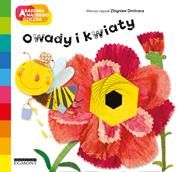 Wiersze napisał Zbigniew Dmitroca
AKADEMIA
MĄDREGO
DZIECKA
Owady i kwiaty
EGMONT